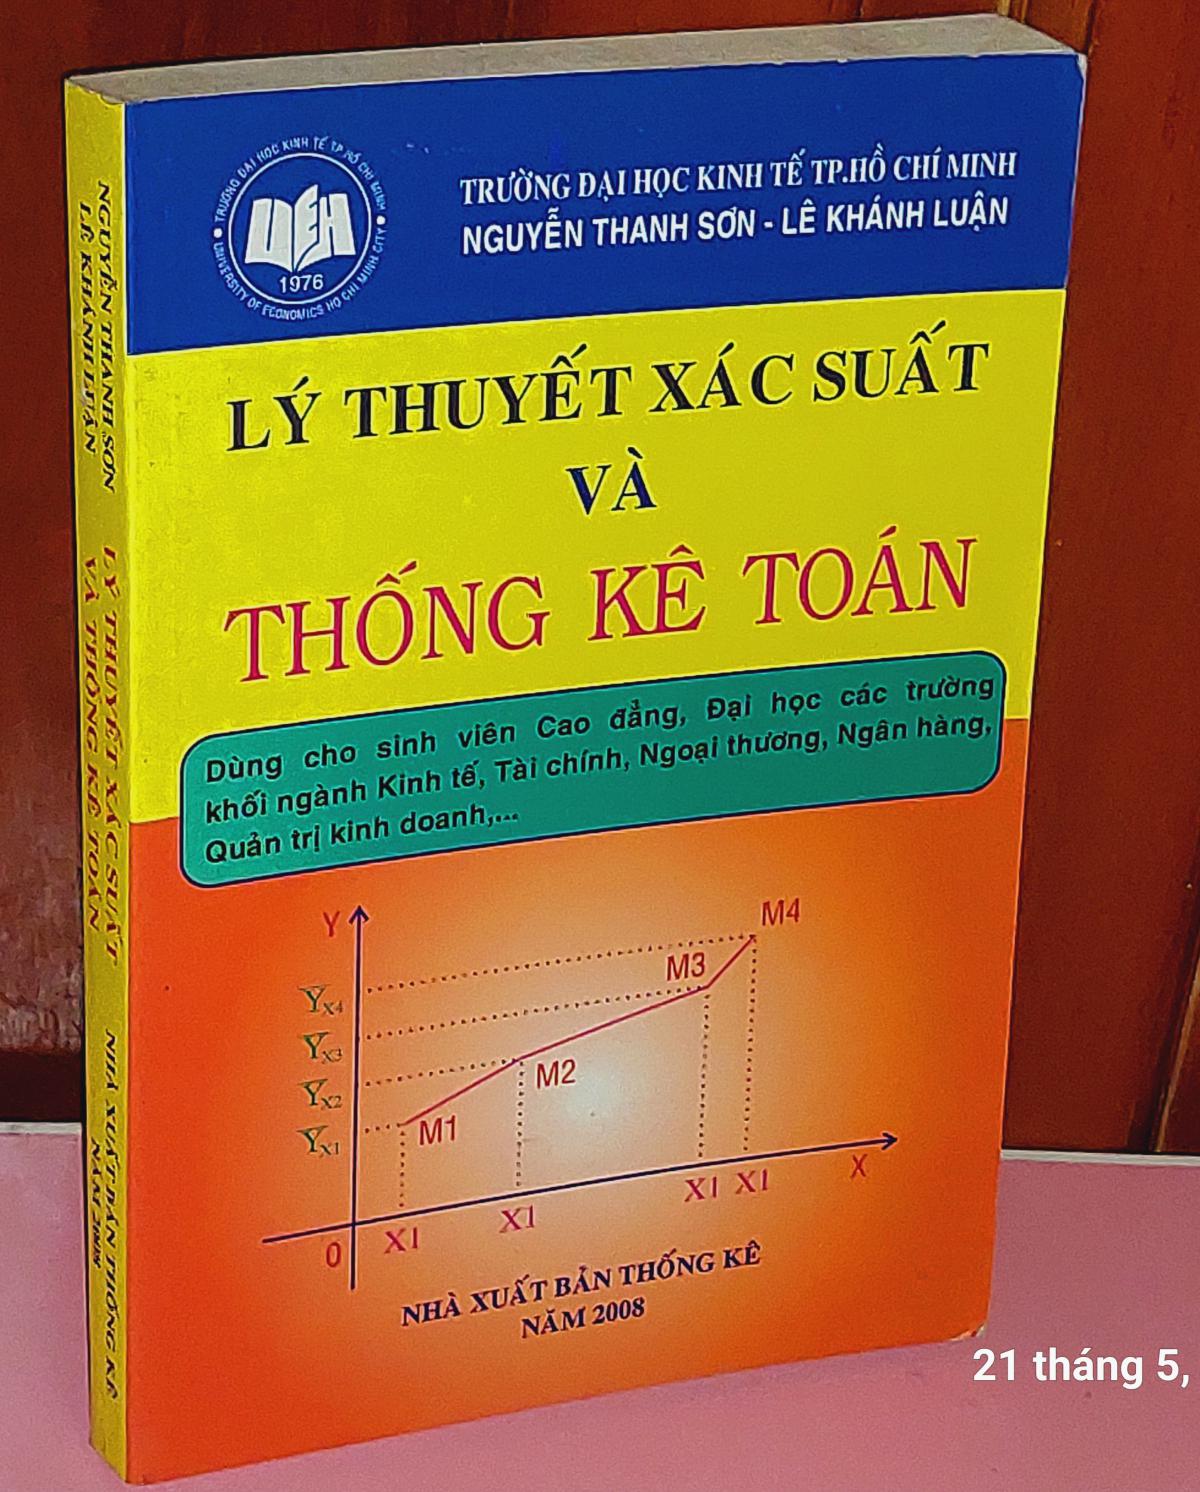 TRƯỜNG ĐẠI HỌC KINH TẾ TP.HỒ CHÍ MINH
UNIVERSITY OF ECONOMICS HO CHI MINH CITY
UEH
1976
TRƯỜNG ĐẠI HỌC KINH TẾ TP.HỒ CHÍ MINH
NGUYỄN THANH SƠN - LÊ KHÁNH LUẬN
LÝ THUYẾT XÁC SUẤT
VÀ
THỐNG KÊ TOÁN
Dùng cho sinh viên Cao đẳng, Đại học các trường
khối ngành Kinh tế, Tài chính, Ngoại thương, Ngân hàng,
Quản trị kinh doanh,...
Y
M4
M3
Y̅X4
Y̅X3
M2
Y̅X2
M1
Y̅X1
X
0
X1
X1
X1
X1
NHÀ XUẤT BẢN THỐNG KÊ
NĂM 2008
NGUYỄN THANH SƠN
LÊ KHÁNH LUẬN
LÝ THUYẾT XÁC SUẤT
VÀ THỐNG KÊ TOÁN
NHÀ XUẤT BẢN THỐNG KÊ
NĂM 2008
21 tháng 5,